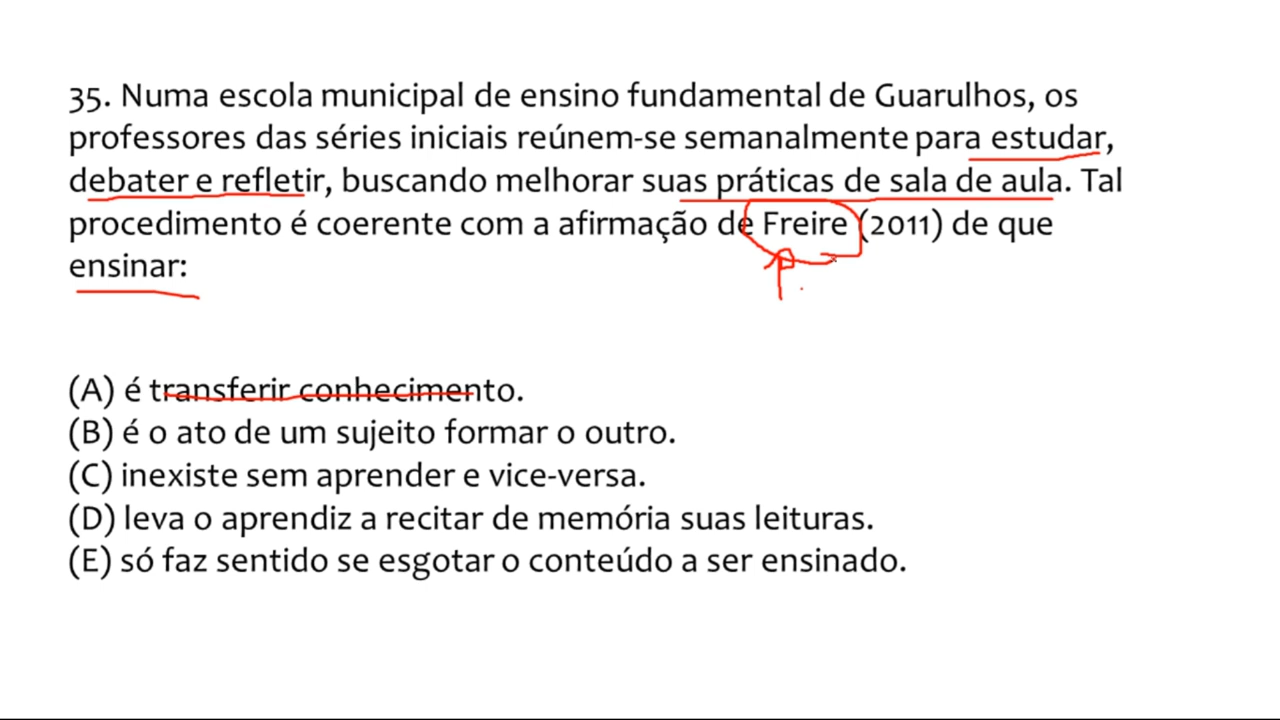 35. Numa escola municipal de ensino fundamental de Guarulhos, os
professores das séries iniciais reúnem-se semanalmente para estudar,
debater e refletir, buscando melhorar suas práticas de sala de aula. Tal
procedimento é coerente com a afirmação de Freire (2011) de que
ensinar:
(A) é transferir conhecimento.
(B) é o ato de um sujeito formar o outro.
(C) inexiste sem aprender e vice-versa.
(D) leva o aprendiz a recitar de memória suas leituras.
(E) só faz sentido se esgotar o conteúdo a ser ensinado.